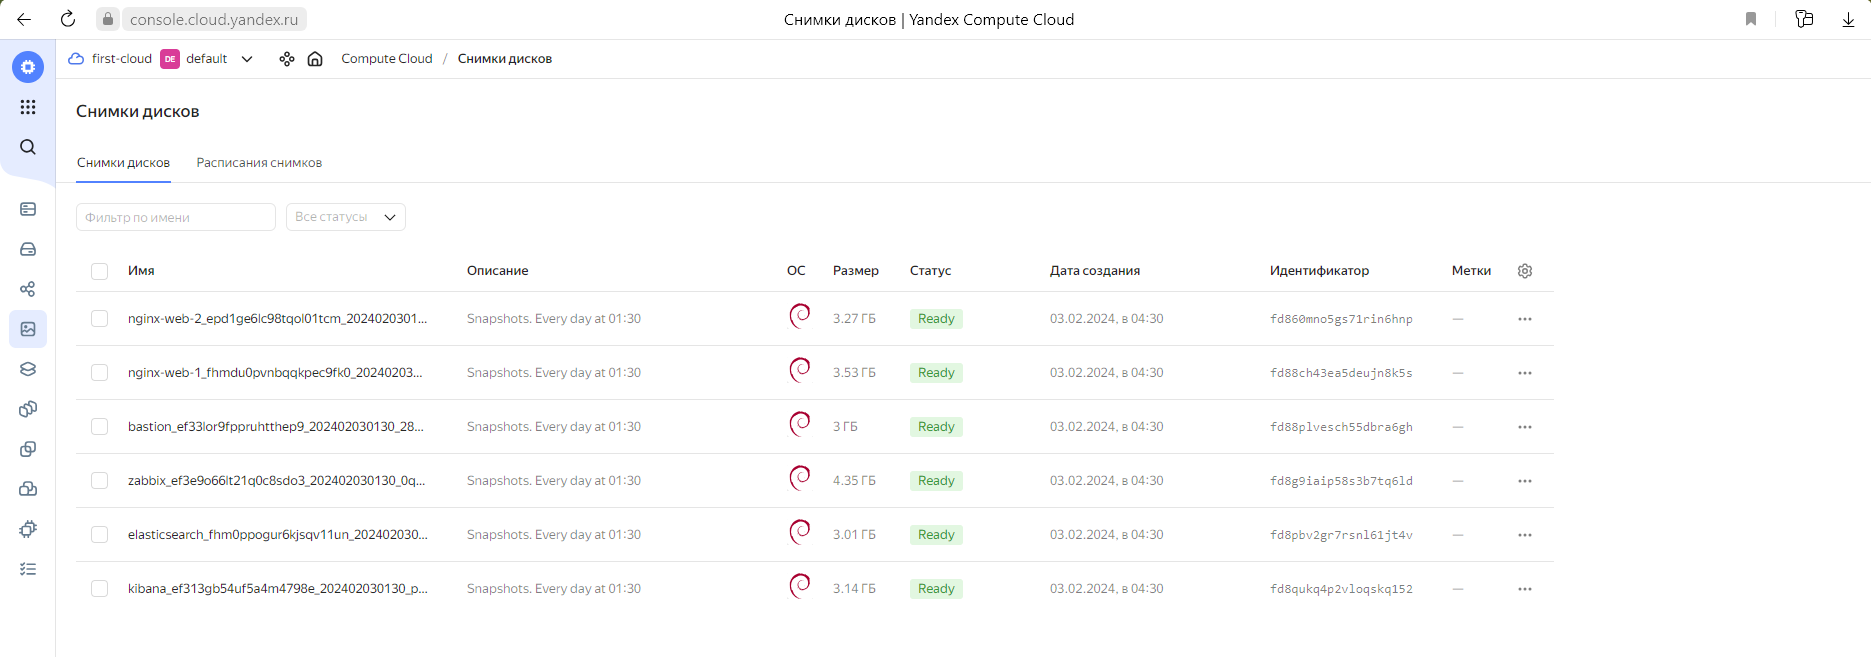 console.cloud.yandex.ru
Снимки дисков | Yandex Compute Cloud
first-cloud DE default Compute Cloud / Снимки дисков
Снимки дисков
Снимки дисков Расписания снимков
Фильтр по имени Все статусы
Имя Описание ОС Размер Статус Дата создания Идентификатор Метки
nginx-web-2_epd1ge6lc98tqol01tcm_2024020301... Snapshots. Every day at 01:30 3.27 ГБ Ready 03.02.2024, в 04:30 fd860mno5gs71rin6hnp —
nginx-web-1_fhmdu0pvnbqqkpec9fk0_20240203... Snapshots. Every day at 01:30 3.53 ГБ Ready 03.02.2024, в 04:30 fd88ch43ea5deujn8k5s —
bastion_ef33lor9fppruhtthep9_202402030130_28... Snapshots. Every day at 01:30 3 ГБ Ready 03.02.2024, в 04:30 fd88plvesch55dbra6gh —
zabbix_ef3e9o66lt21q0c8sdo3_202402030130_0q... Snapshots. Every day at 01:30 4.35 ГБ Ready 03.02.2024, в 04:30 fd8g9iaip58s3b7tq6ld —
elasticsearch_fhm0ppogur6kjsqv11un_202402030... Snapshots. Every day at 01:30 3.01 ГБ Ready 03.02.2024, в 04:30 fd8pbv2gr7rsnl61jt4v —
kibana_ef313gb54uf5a4m4798e_202402030130_p... Snapshots. Every day at 01:30 3.14 ГБ Ready 03.02.2024, в 04:30 fd8qukq4p2vloqskq152 —